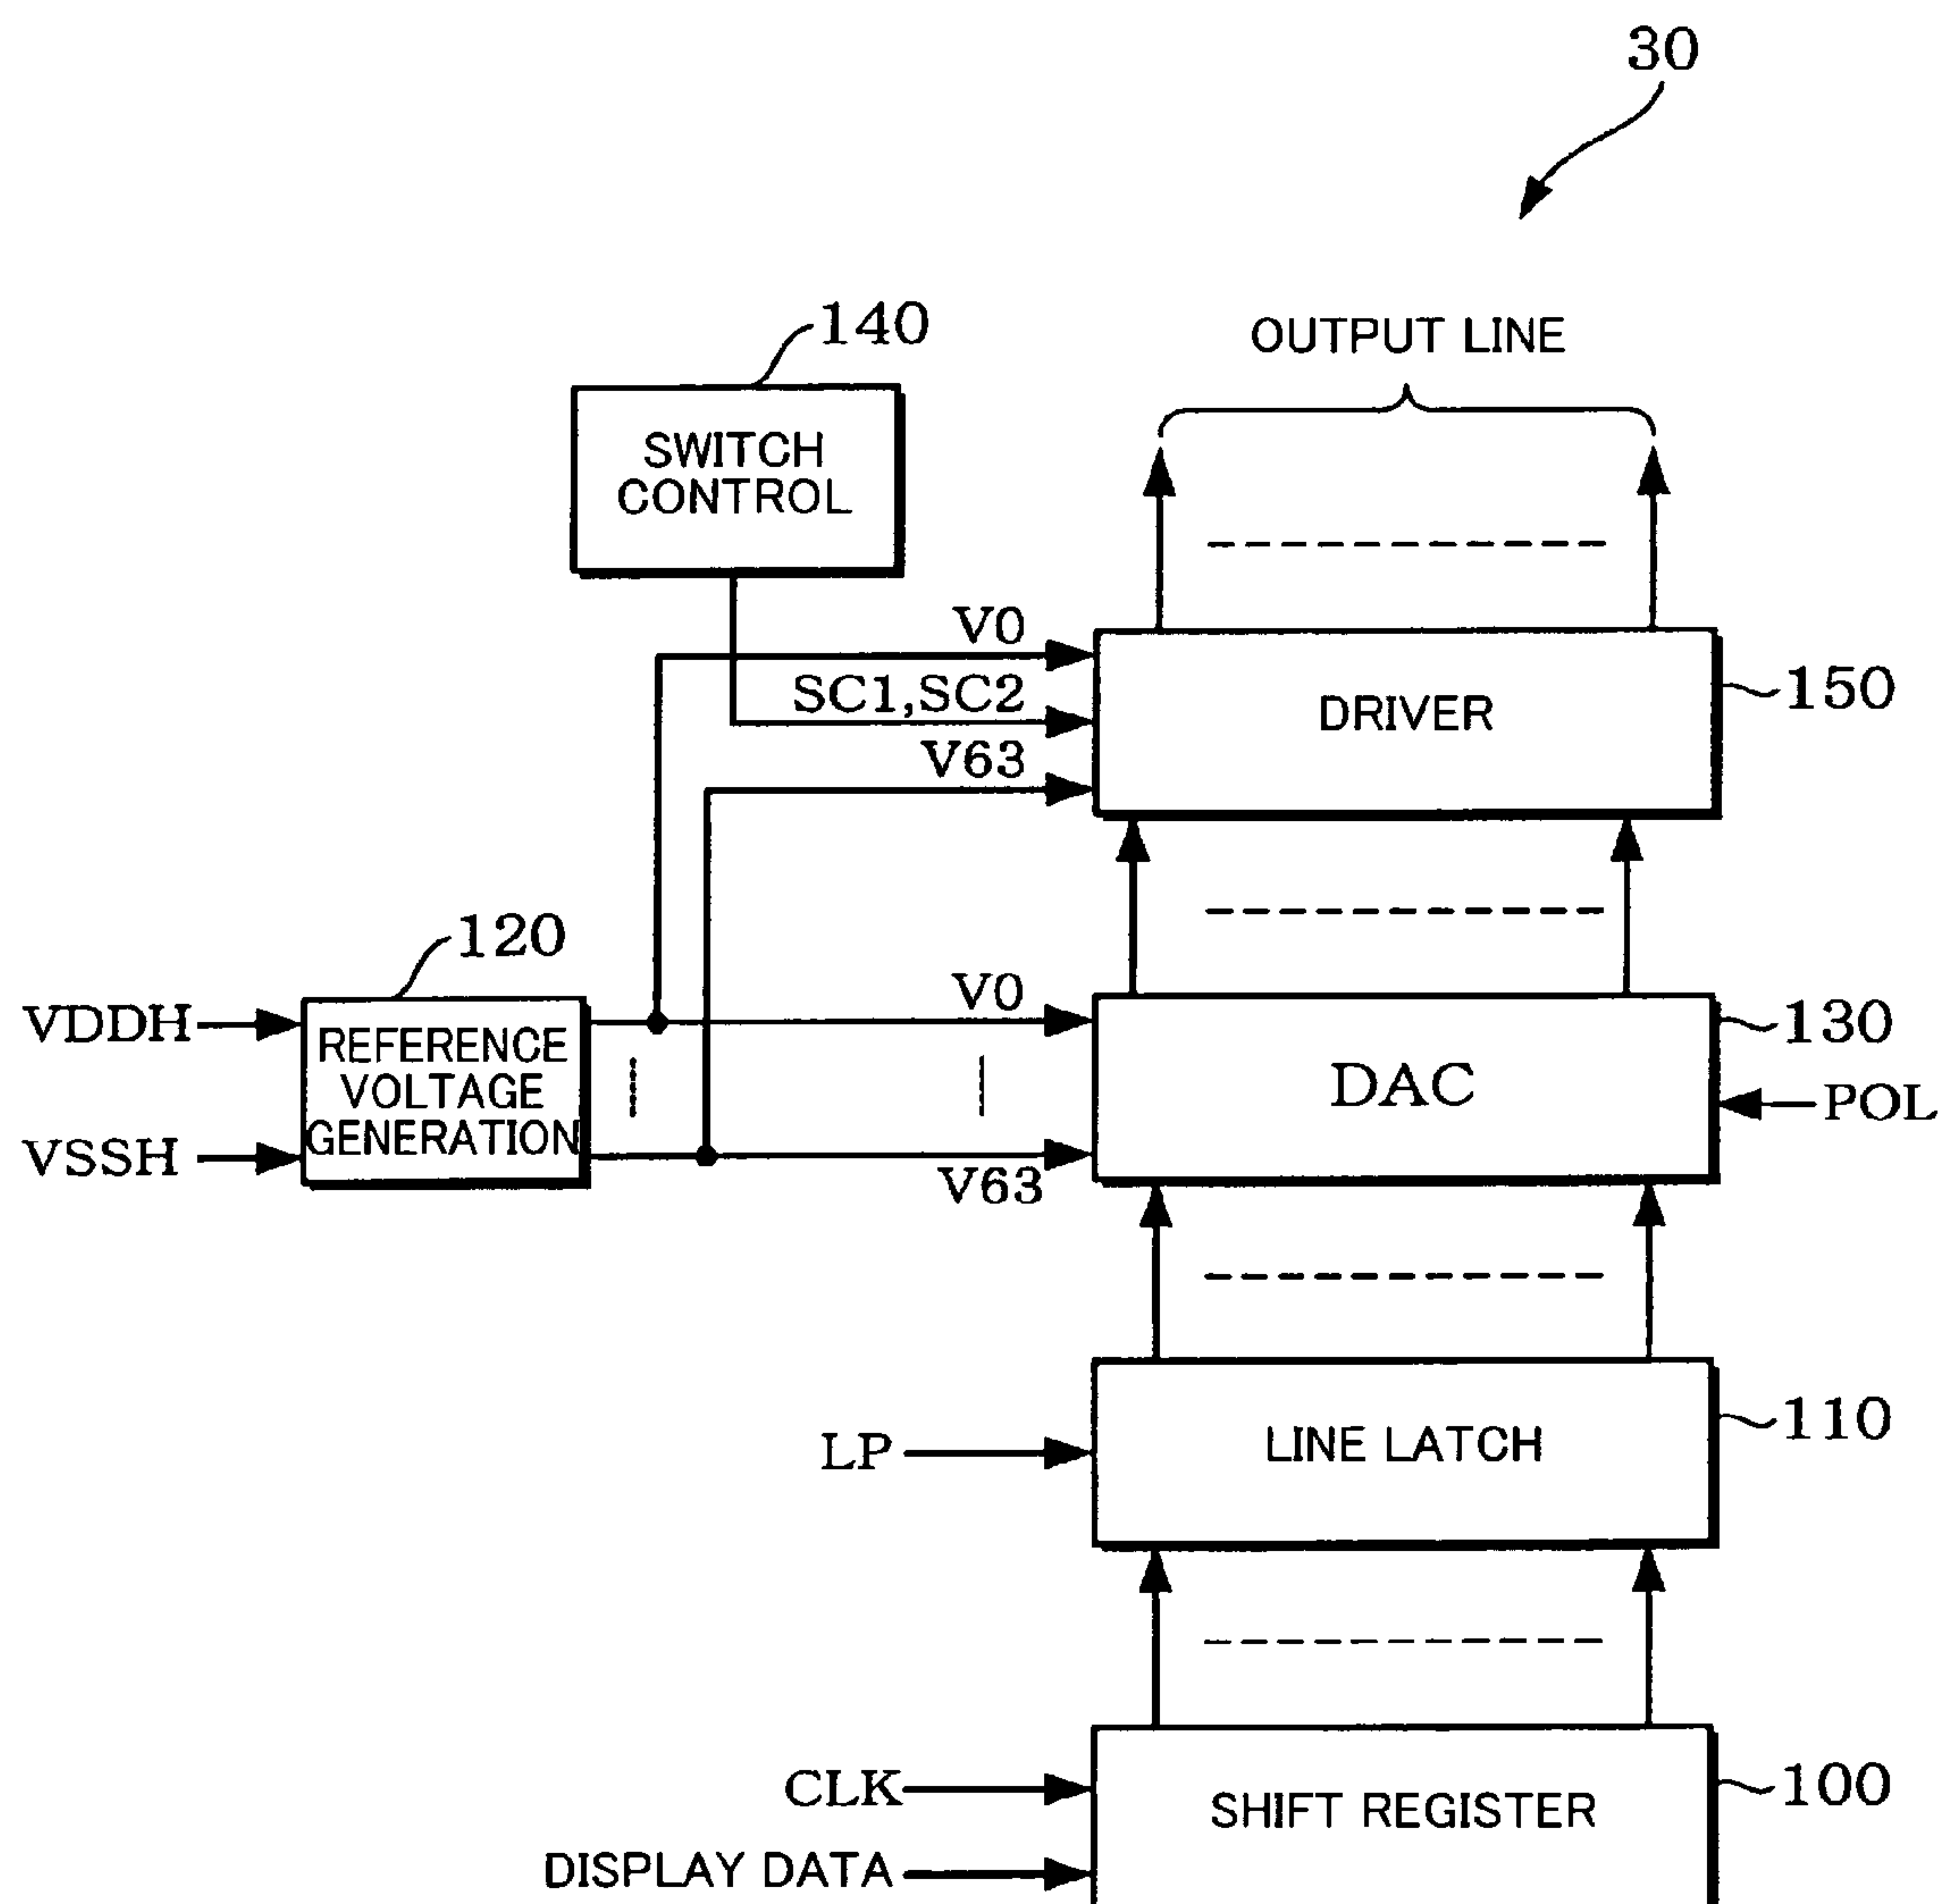 30
140
OUTPUT LINE
SWITCH
CONTROL
V0
SC1,SC2
DRIVER
150
V63
120
V0
VDDH
REFERENCE
VOLTAGE
GENERATION
130
DAC
POL
VSSH
V63
LP
LINE LATCH
110
CLK
SHIFT REGISTER
100
DISPLAY DATA